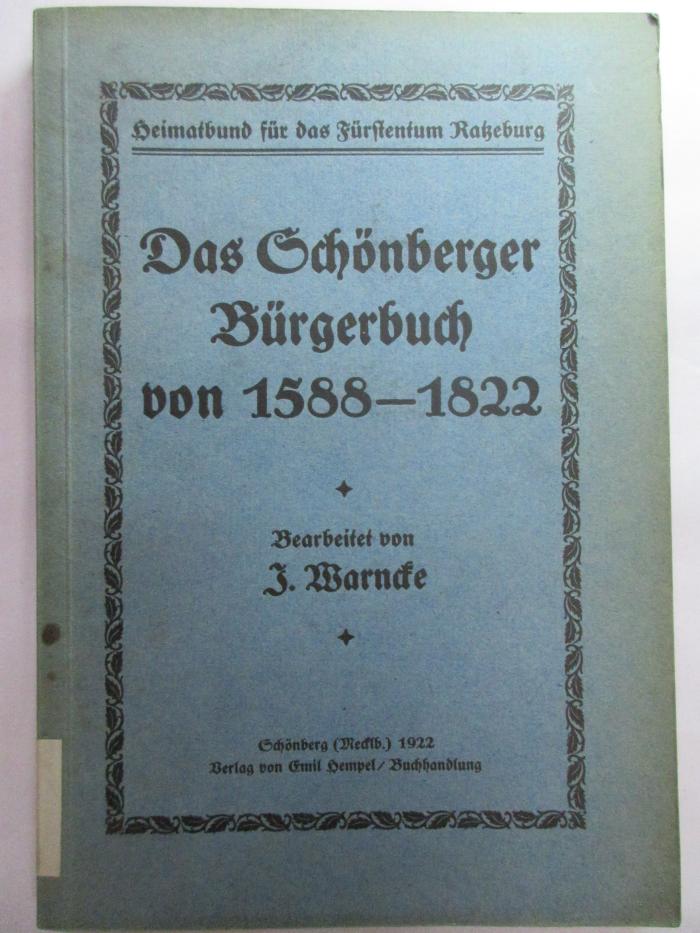 Heimatbund für das Fürstentum Ratzeburg
Das Schönberger
Bürgerbuch
von 1588—1822
Bearbeitet von
J. Warncke
Schönberg (Mecklb.) 1922
Verlag von Emil Hempel / Buchhandlung